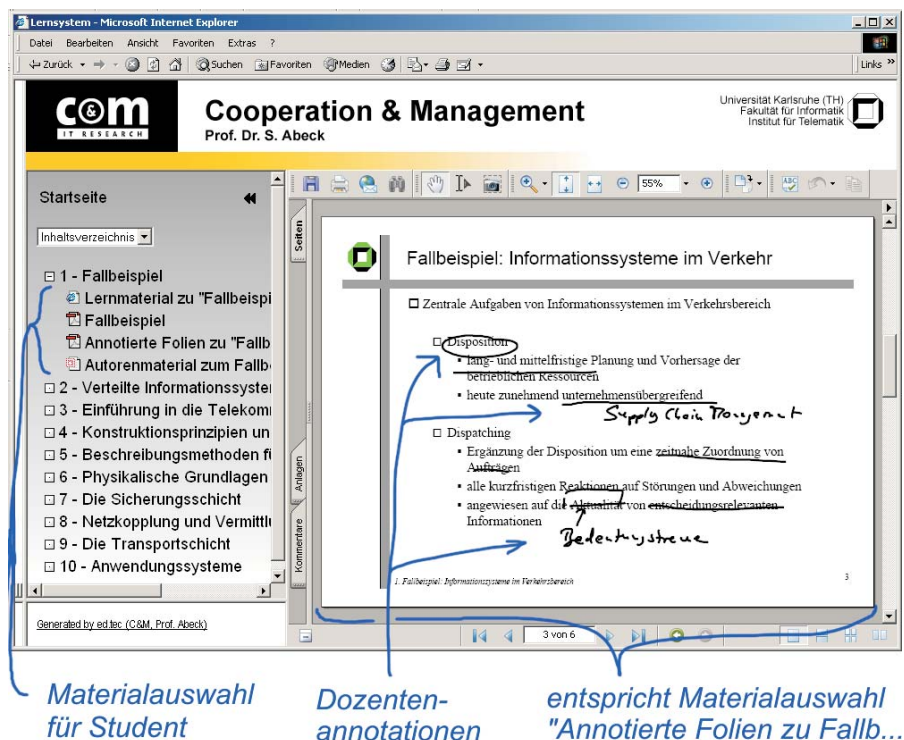 Lernsystem - Microsoft Internet Explorer
Datei Bearbeiten Ansicht Favoriten Extras ?
Zurück Suchen Favoriten Medien Links »
C&M
IT RESEARCH
Cooperation & Management
Prof. Dr. S. Abeck
Universität Karlsruhe (TH)
Fakultät für Informatik
Institut für Telematik
Startseite
Inhaltsverzeichnis
1 - Fallbeispiel
Lernmaterial zu "Fallbeispi
Fallbeispiel
Annotierte Folien zu "Fallb
Autorenmaterial zum Fallb
2 - Verteilte Informationssyste
3 - Einführung in die Telekom
4 - Konstruktionsprinzipien un
5 - Beschreibungsmethoden f
6 - Physikalische Grundlagen
7 - Die Sicherungsschicht
8 - Netzkopplung und Vermittl
9 - Die Transportschicht
10 - Anwendungssysteme
Generated by ed.tec (C&M, Prof. Abeck)
55%
Seiten
Anlagen
Kommentare
Fallbeispiel: Informationssysteme im Verkehr
Zentrale Aufgaben von Informationssystemen im Verkehrsbereich
Disposition
lang- und mittelfristige Planung und Vorhersage der
betrieblichen Ressourcen
heute zunehmend unternehmensübergreifend
Supply Chain Management
Dispatching
Ergänzung der Disposition um eine zeitnahe Zuordnung von
Aufträgen
alle kurzfristigen Reaktionen auf Störungen und Abweichungen
angewiesen auf die Aktualität von entscheidungsrelevanten
Informationen
Bedeutungstreue
1. Fallbeispiel: Informationssysteme im Verkehrsbereich
3
3 von 6
Materialauswahl
für Student
Dozenten-
annotationen
entspricht Materialauswahl
"Annotierte Folien zu Fallb...